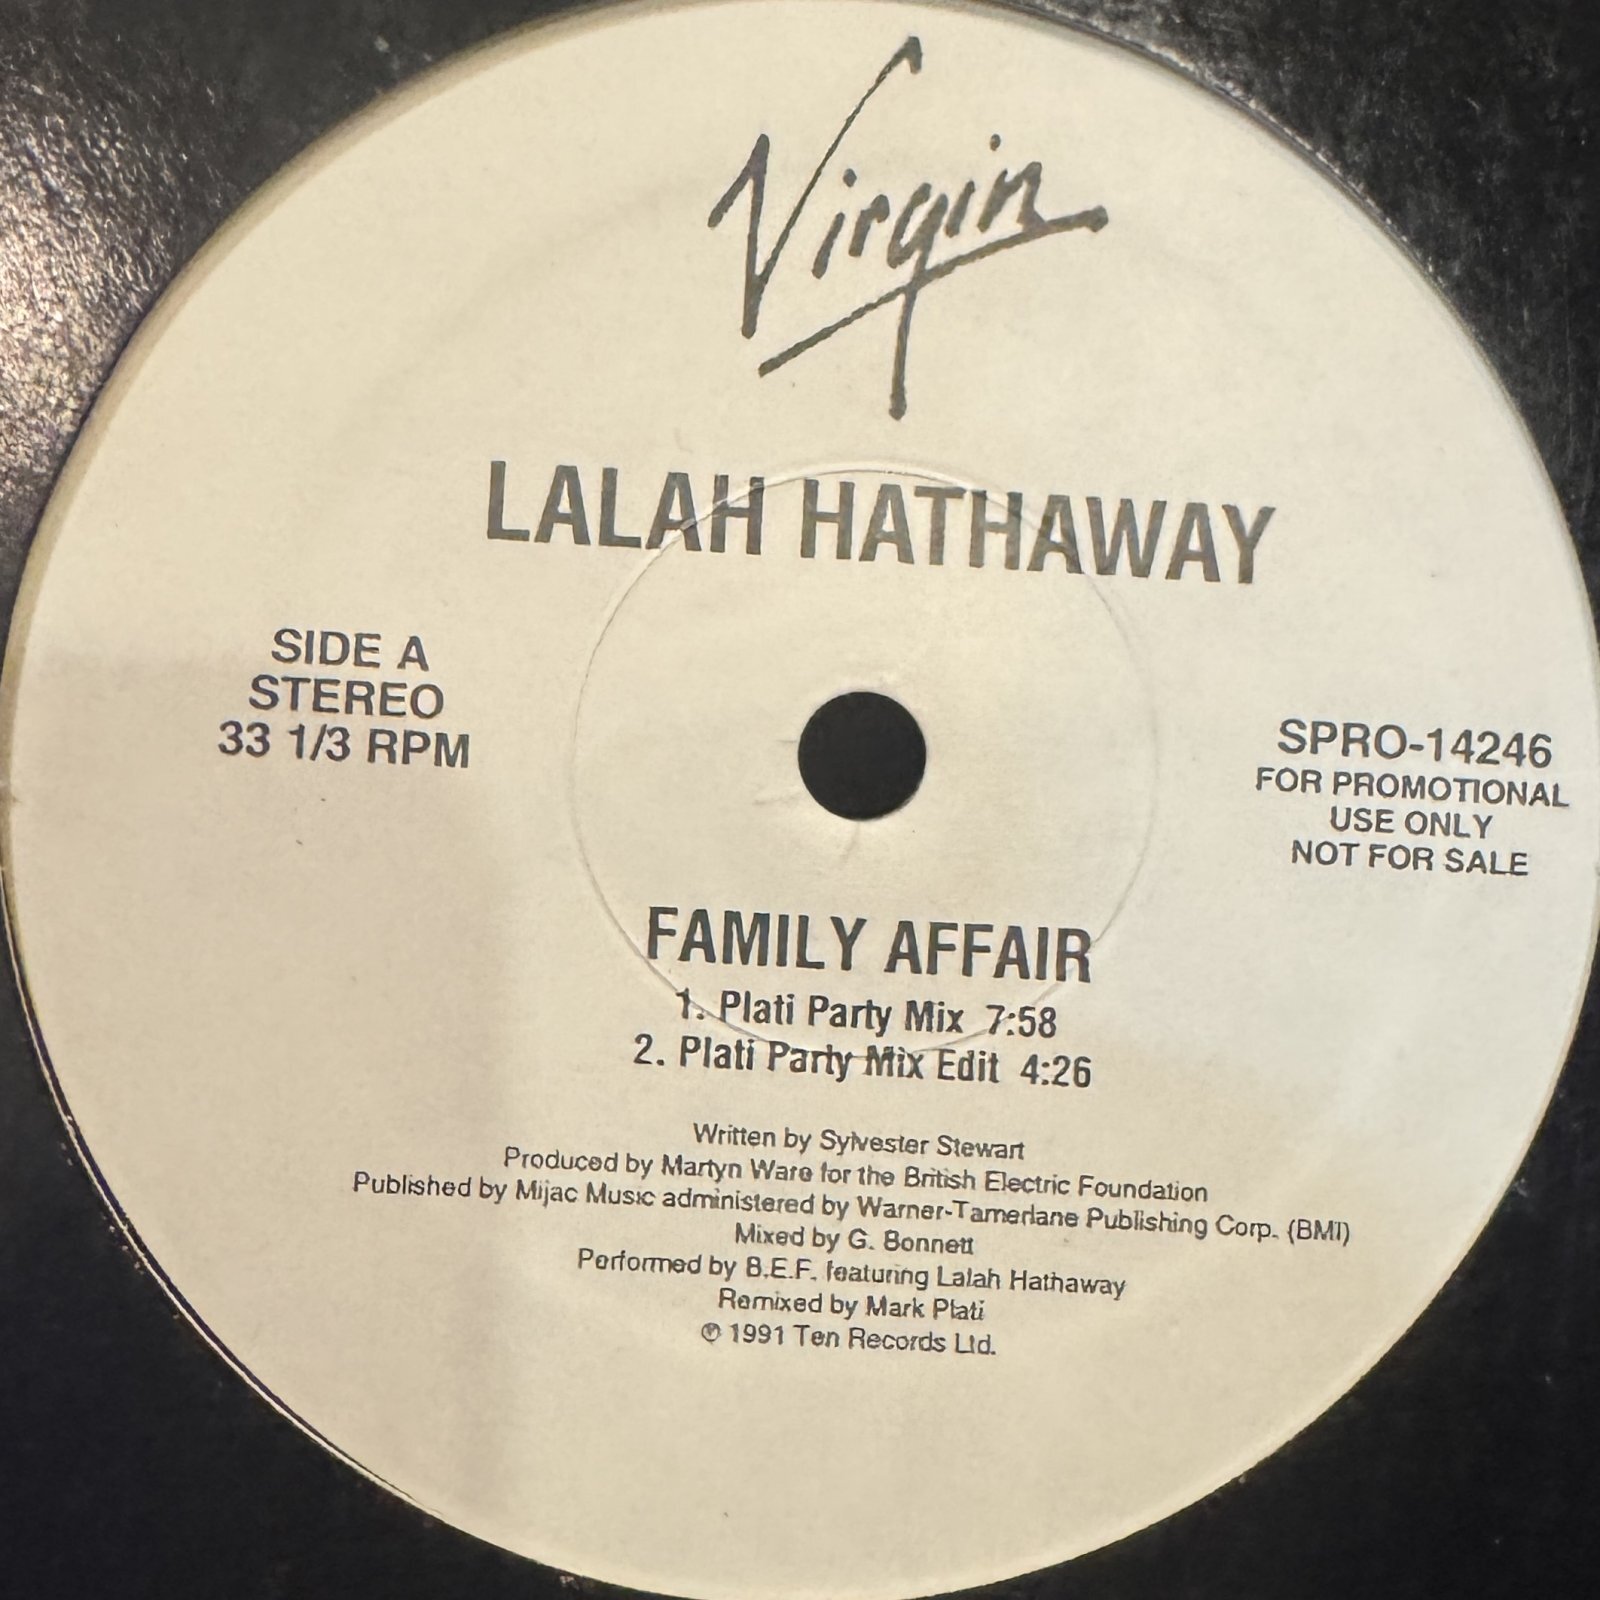 Virgin
LALAH HATHAWAY
SIDE A
STEREO
33 1/3 RPM
SPRO-14246
FOR PROMOTIONAL
USE ONLY
NOT FOR SALE
FAMILY AFFAIR
1. Plati Party Mix 7:58
2. Plati Party Mix Edit 4:26
Written by Sylvester Stewart
Produced by Martyn Ware for the British Electric Foundation
Published by Mijac Music administered by Warner-Tamerlane Publishing Corp. (BMI)
Mixed by G. Bonnett
Performed by B.E.F. featuring Lalah Hathaway
Remixed by Mark Plati
℗ 1991 Ten Records Ltd.